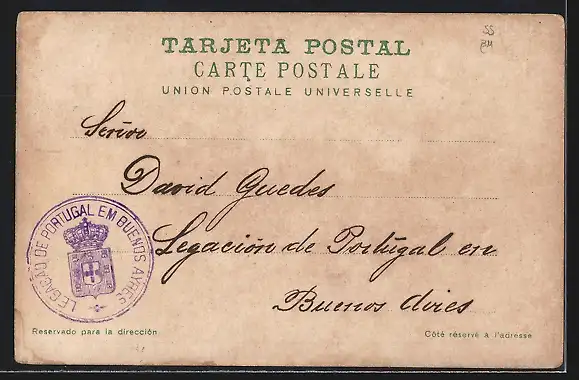 TARJETA POSTAL
CARTE POSTALE
UNION POSTALE UNIVERSELLE
Señor
David Guedes
Legación de Portugal en
Buenos Aires
LEGAÇÃO DE PORTUGAL EM BUENOS AYRES
Reservado para la dirección
Côté réservé à l'adresse